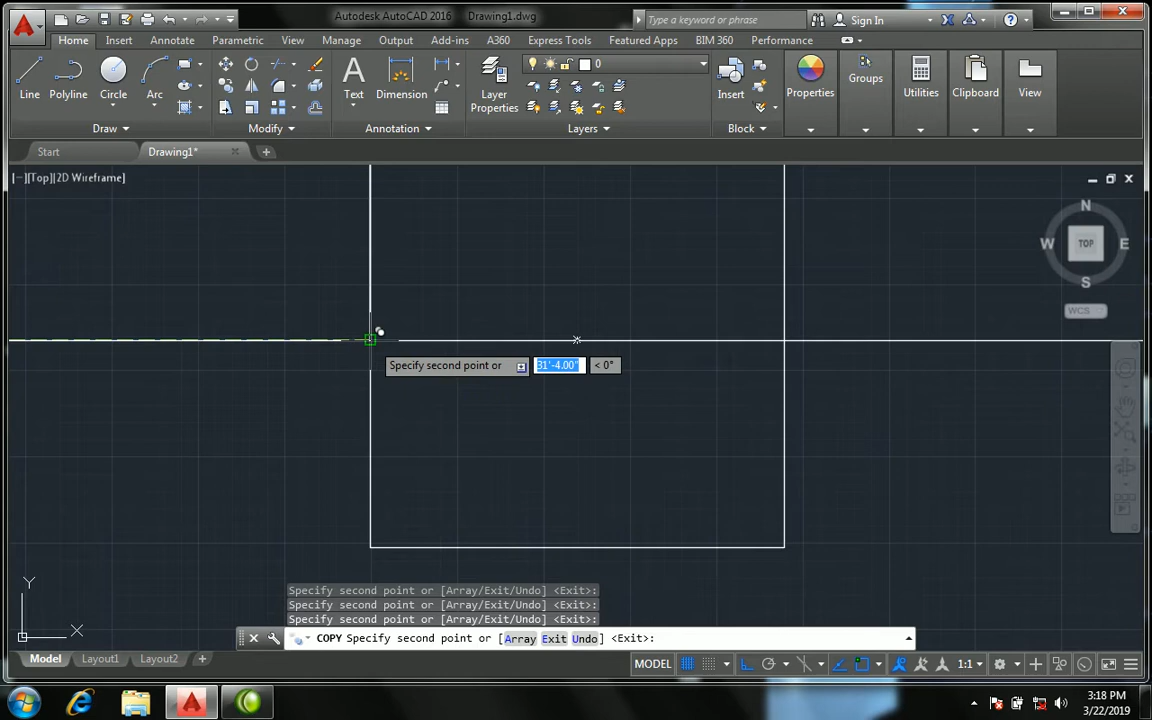 Autodesk AutoCAD 2016 Drawing1.dwg
Type a keyword or phrase
Sign In
Home Insert Annotate Parametric View Manage Output Add-ins A360 Express Tools Featured Apps BIM 360 Performance
Line Polyline Circle Arc
Text Dimension
Layer
Properties
0
Insert
Properties Groups Utilities Clipboard View
Draw Modify Annotation Layers Block
Start Drawing1*
[−][Top][2D Wireframe]
N
W TOP E
S
WCS
Specify second point or 31'-4.00" < 0°
Y
X
Specify second point or [Array/Exit/Undo] <Exit>:
Specify second point or [Array/Exit/Undo] <Exit>:
Specify second point or [Array/Exit/Undo] <Exit>:
COPY Specify second point or [Array Exit Undo] <Exit>:
Model Layout1 Layout2
MODEL 1:1
3:18 PM
3/22/2019